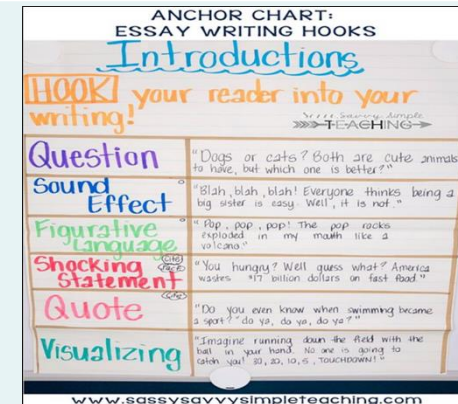 ANCHOR CHART:
ESSAY WRITING HOOKS
Introductions
HOOK your reader into your
writing!
Sassy Savvy Simple
TEACHING
Question
"Dogs or cats? Both are cute animals
to have, but which one is better?"
Sound
Effect
"Blah, blah, blah! Everyone thinks being a
big sister is easy. Well, it is not."
Figurative
Language
"Pop, pop, pop! The pop rocks
exploded in my mouth like a
volcano."
Shocking
Statement
(Cite)
(Fact)
"You hungry? Well guess what? America
wastes $117 billion dollars on fast food."
Quote
(Cite)
"Do you even know when swimming became
a sport?" do ya, do ya, do ya?"
Visualizing
"Imagine running down the field with the
ball in your hand. No one is going to
catch you! 30, 20, 10, 5, TOUCHDOWN!"
www.sassysavvysimpleteaching.com